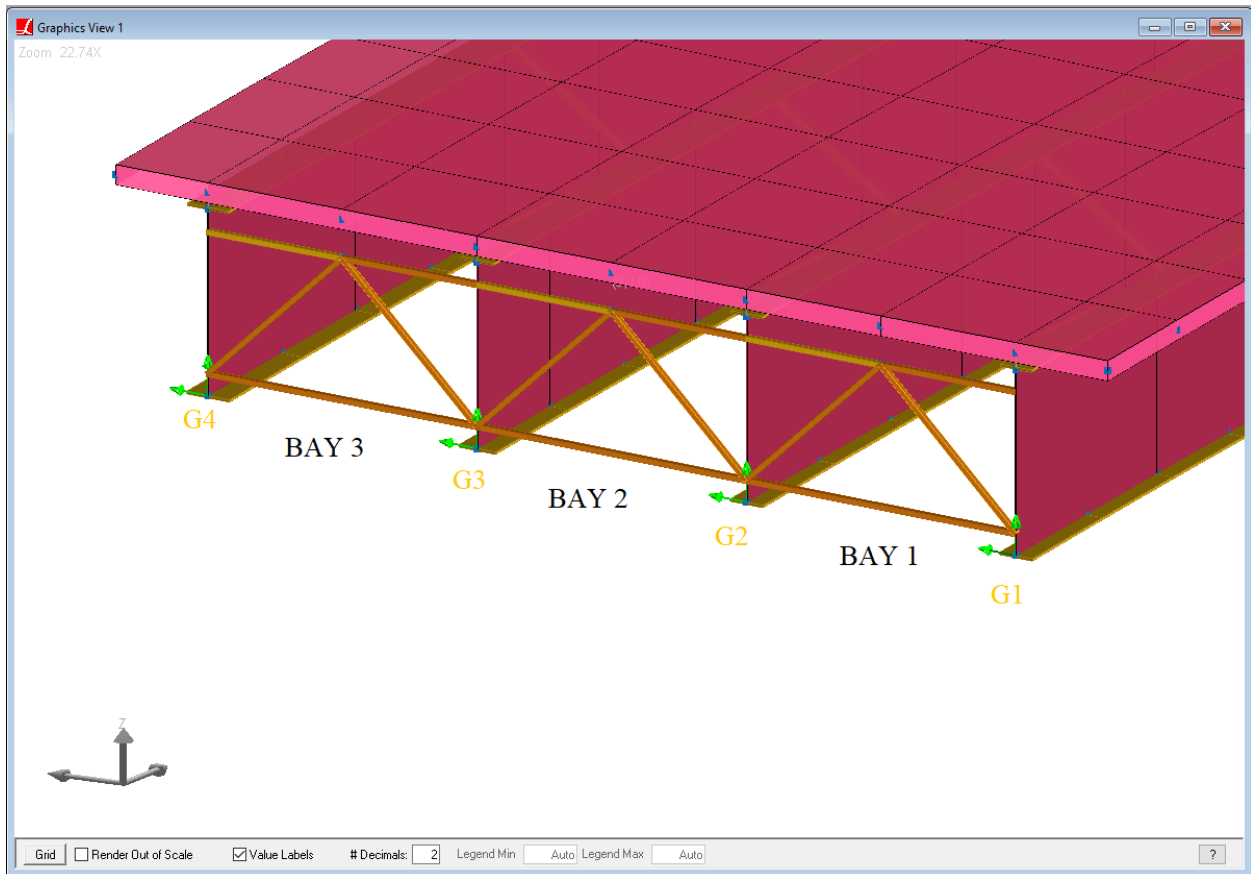 Graphics View 1
Zoom 22.74X
G4
BAY 3
G3
BAY 2
G2
BAY 1
G1
Z
Grid Render Out of Scale Value Labels # Decimals: 2 Legend Min Auto Legend Max Auto ?